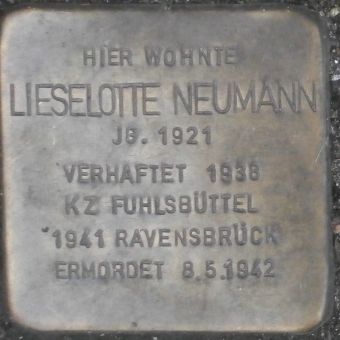 HIER WOHNTE
LIESELOTTE NEUMANN
JG. 1921
VERHAFTET 1938
KZ FUHLSBÜTTEL
1941 RAVENSBRÜCK
ERMORDET 8.5.1942